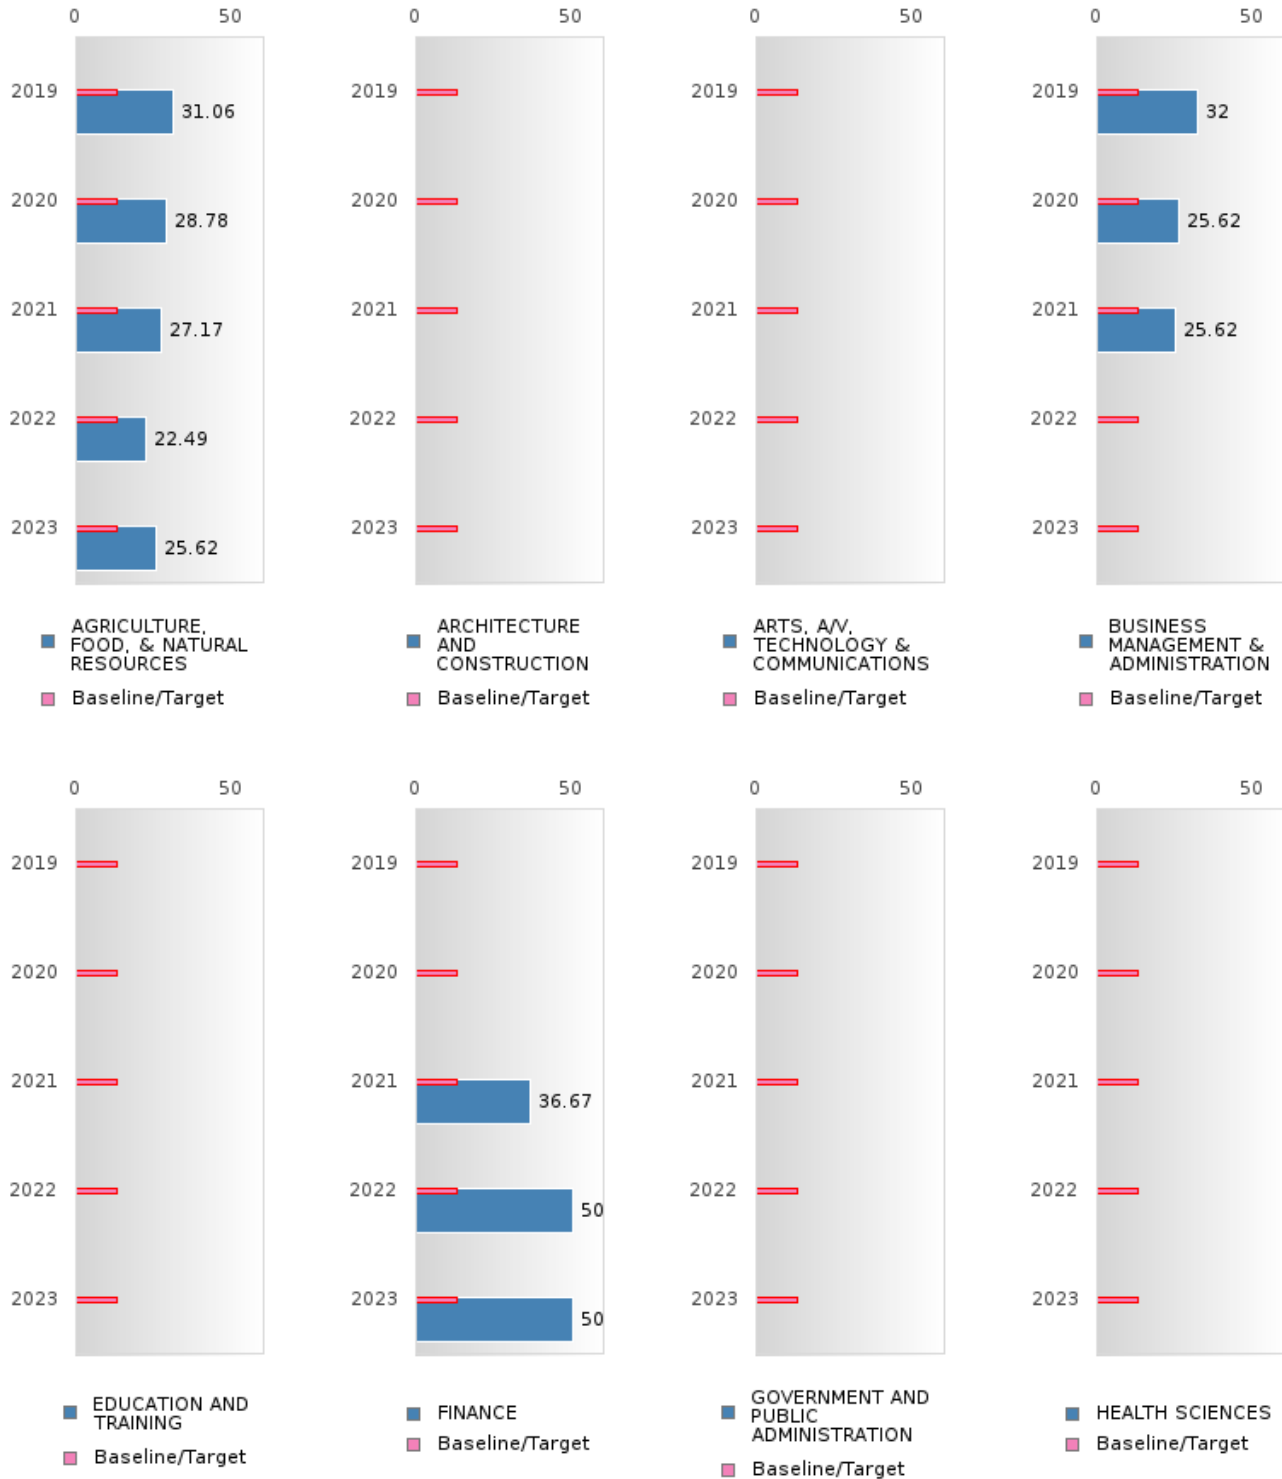 0 50 0 50 0 50 0 50
2019 31.06 2019 2019 2019 32
2020 28.78 2020 2020 2020 25.62
2021 27.17 2021 2021 2021 25.62
2022 22.49 2022 2022 2022
2023 25.62 2023 2023 2023
AGRICULTURE,
FOOD, & NATURAL
RESOURCES
Baseline/Target
ARCHITECTURE
AND
CONSTRUCTION
Baseline/Target
ARTS, A/V,
TECHNOLOGY &
COMMUNICATIONS
Baseline/Target
BUSINESS
MANAGEMENT &
ADMINISTRATION
Baseline/Target
0 50 0 50 0 50 0 50
2019 2019 2019 2019
2020 2020 2020 2020
2021 2021 36.67 2021 2021
2022 2022 50 2022 2022
2023 2023 50 2023 2023
EDUCATION AND
TRAINING
Baseline/Target
FINANCE
Baseline/Target
GOVERNMENT AND
PUBLIC
ADMINISTRATION
Baseline/Target
HEALTH SCIENCES
Baseline/Target